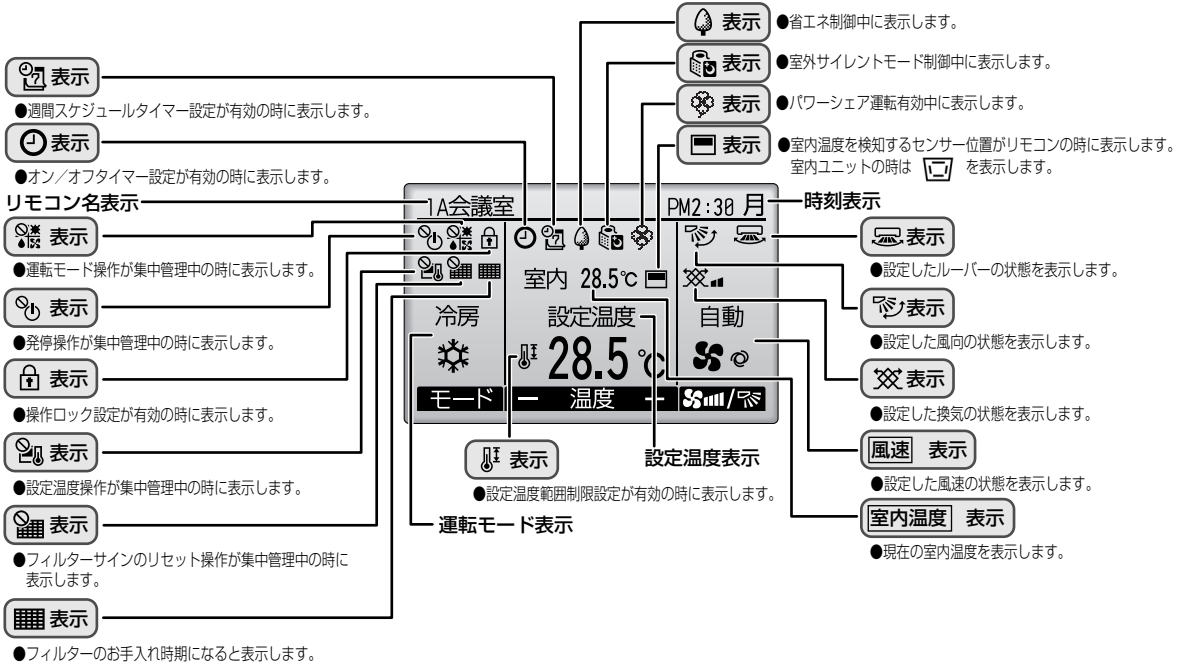 表示
●週間スケジュールタイマー設定が有効の時に表示します。
表示
●オン／オフタイマー設定が有効の時に表示します。
リモコン名表示
表示
●運転モード操作が集中管理中の時に表示します。
表示
●発停操作が集中管理中の時に表示します。
表示
●操作ロック設定が有効の時に表示します。
表示
●設定温度操作が集中管理中の時に表示します。
表示
●フィルターサインのリセット操作が集中管理中の時に
表示します。
表示
●フィルターのお手入れ時期になると表示します。
表示 ●省エネ制御中に表示します。
表示 ●室外サイレントモード制御中に表示します。
表示 ●パワーシェア運転有効中に表示します。
表示 ●室内温度を検知するセンサー位置がリモコンの時に表示します。
室内ユニットの時は を表示します。
1A会議室 PM2:30 月
室内 28.5℃
冷房 設定温度 自動
28.5 ℃
モード － 温度 ＋ /
表示
●設定温度範囲制限設定が有効の時に表示します。
設定温度表示
運転モード表示
時刻表示
表示
●設定したルーバーの状態を表示します。
表示
●設定した風向の状態を表示します。
表示
●設定した換気の状態を表示します。
風速 表示
●設定した風速の状態を表示します。
室内温度 表示
●現在の室内温度を表示します。